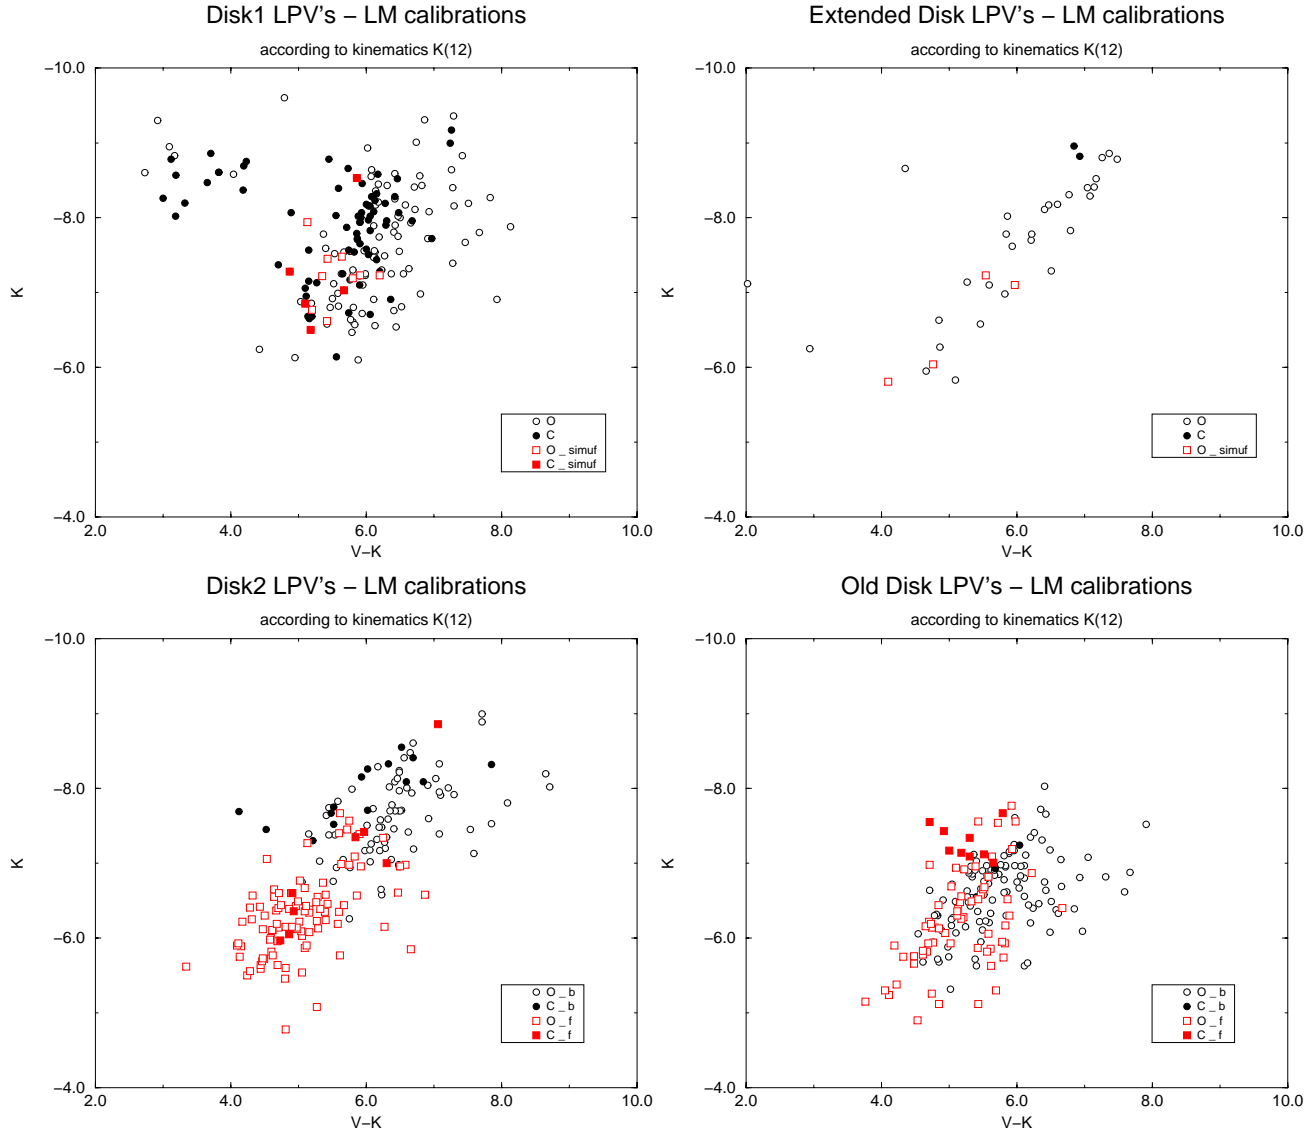 Disk1 LPV's – LM calibrations
according to kinematics K(12)
–10.0
–8.0
K
–6.0
–4.0
2.0 4.0 6.0 8.0 10.0
V–K
O
C
O _ simuf
C _ simuf
Extended Disk LPV's – LM calibrations
according to kinematics K(12)
–10.0
–8.0
K
–6.0
–4.0
2.0 4.0 6.0 8.0 10.0
V–K
O
C
O _ simuf
Disk2 LPV's – LM calibrations
according to kinematics K(12)
–10.0
–8.0
K
–6.0
–4.0
2.0 4.0 6.0 8.0 10.0
V–K
O _ b
C _ b
O _ f
C _ f
Old Disk LPV's – LM calibrations
according to kinematics K(12)
–10.0
–8.0
K
–6.0
–4.0
2.0 4.0 6.0 8.0 10.0
V–K
O _ b
C _ b
O _ f
C _ f